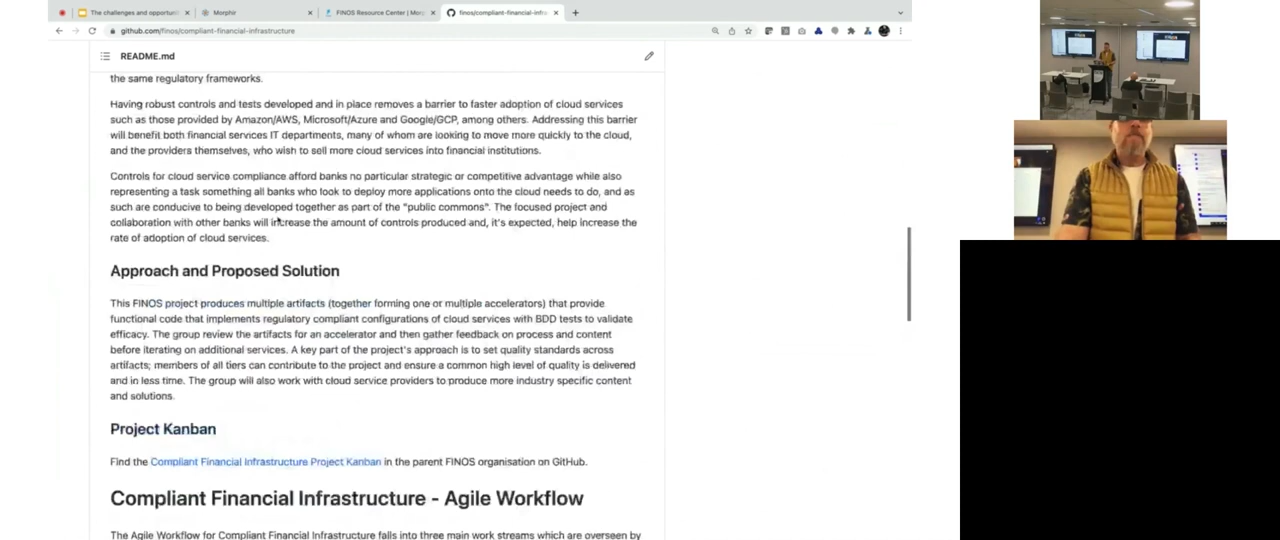 The challenges and opportuni
Morphir
FINOS Resource Center | Mor
finos/compliant-financial-infra
github.com/finos/compliant-financial-infrastructure
README.md
the same regulatory frameworks.
Having robust controls and tests developed and in place removes a barrier to faster adoption of cloud services
such as those provided by Amazon/AWS, Microsoft/Azure and Google/GCP, among others. Addressing this barrier
will benefit both financial services IT departments, many of whom are looking to move more quickly to the cloud,
and the providers themselves, who wish to sell more cloud services into financial institutions.
Controls for cloud service compliance afford banks no particular strategic or competitive advantage while also
representing a task something all banks who look to deploy more applications onto the cloud needs to do, and as
such are conducive to being developed together as part of the "public commons". The focused project and
collaboration with other banks will increase the amount of controls produced and, it's expected, help increase the
rate of adoption of cloud services.
Approach and Proposed Solution
This FINOS project produces multiple artifacts (together forming one or multiple accelerators) that provide
functional code that implements regulatory compliant configurations of cloud services with BDD tests to validate
efficacy. The group review the artifacts for an accelerator and then gather feedback on process and content
before iterating on additional services. A key part of the project's approach is to set quality standards across
artifacts; members of all tiers can contribute to the project and ensure a common high level of quality is delivered
and in less time. The group will also work with cloud service providers to produce more industry specific content
and solutions.
Project Kanban
Find the Compliant Financial Infrastructure Project Kanban in the parent FINOS organisation on GitHub.
Compliant Financial Infrastructure - Agile Workflow
The Agile Workflow for Compliant Financial Infrastructure falls into three main work streams which are overseen by